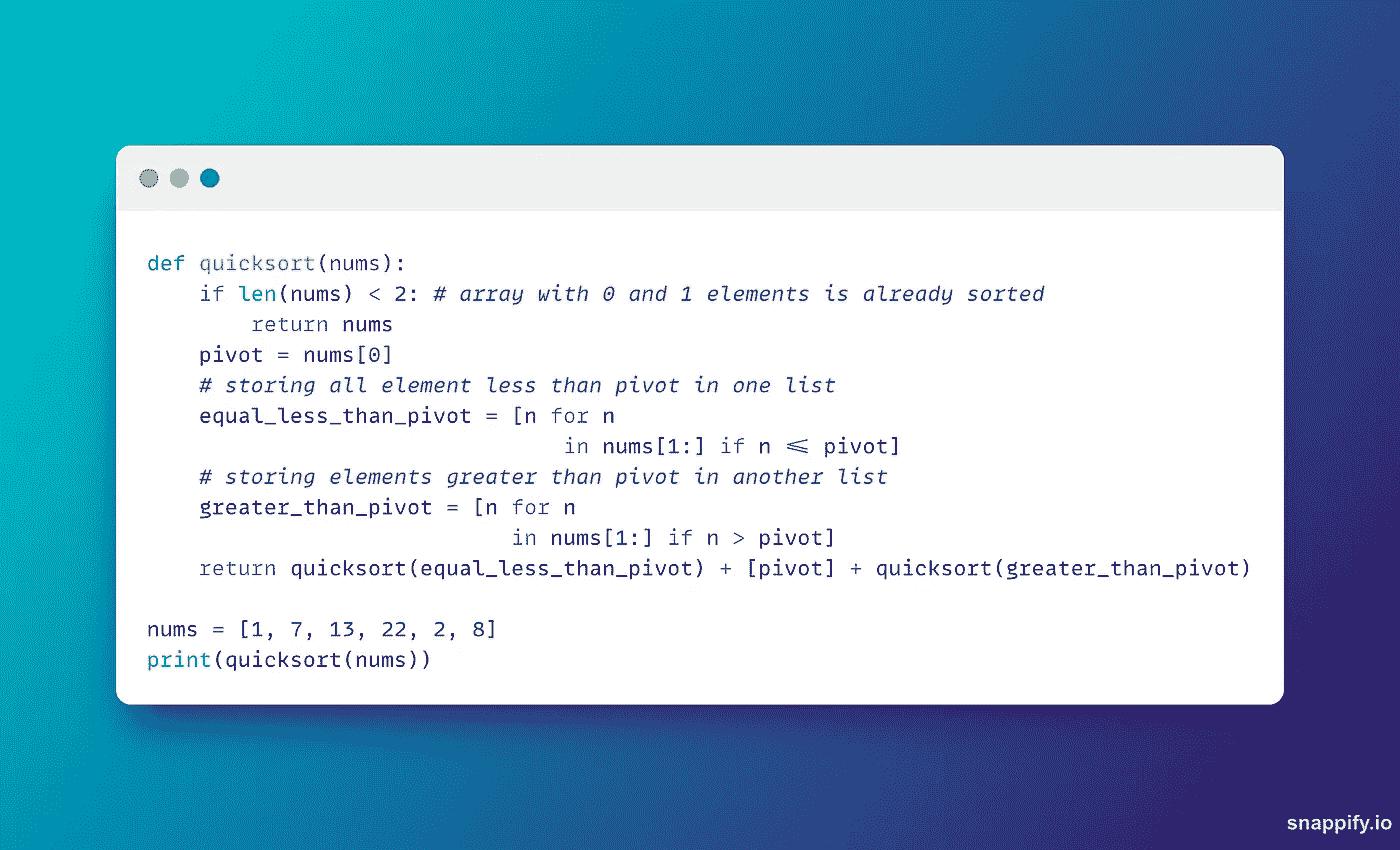 def quicksort(nums):
    if len(nums) < 2: # array with 0 and 1 elements is already sorted
        return nums
    pivot = nums[0]
    # storing all element less than pivot in one list
    equal_less_than_pivot = [n for n
                                in nums[1:] if n <= pivot]
    # storing elements greater than pivot in another list
    greater_than_pivot = [n for n
                            in nums[1:] if n > pivot]
    return quicksort(equal_less_than_pivot) + [pivot] + quicksort(greater_than_pivot)

nums = [1, 7, 13, 22, 2, 8]
print(quicksort(nums))
snappify.io